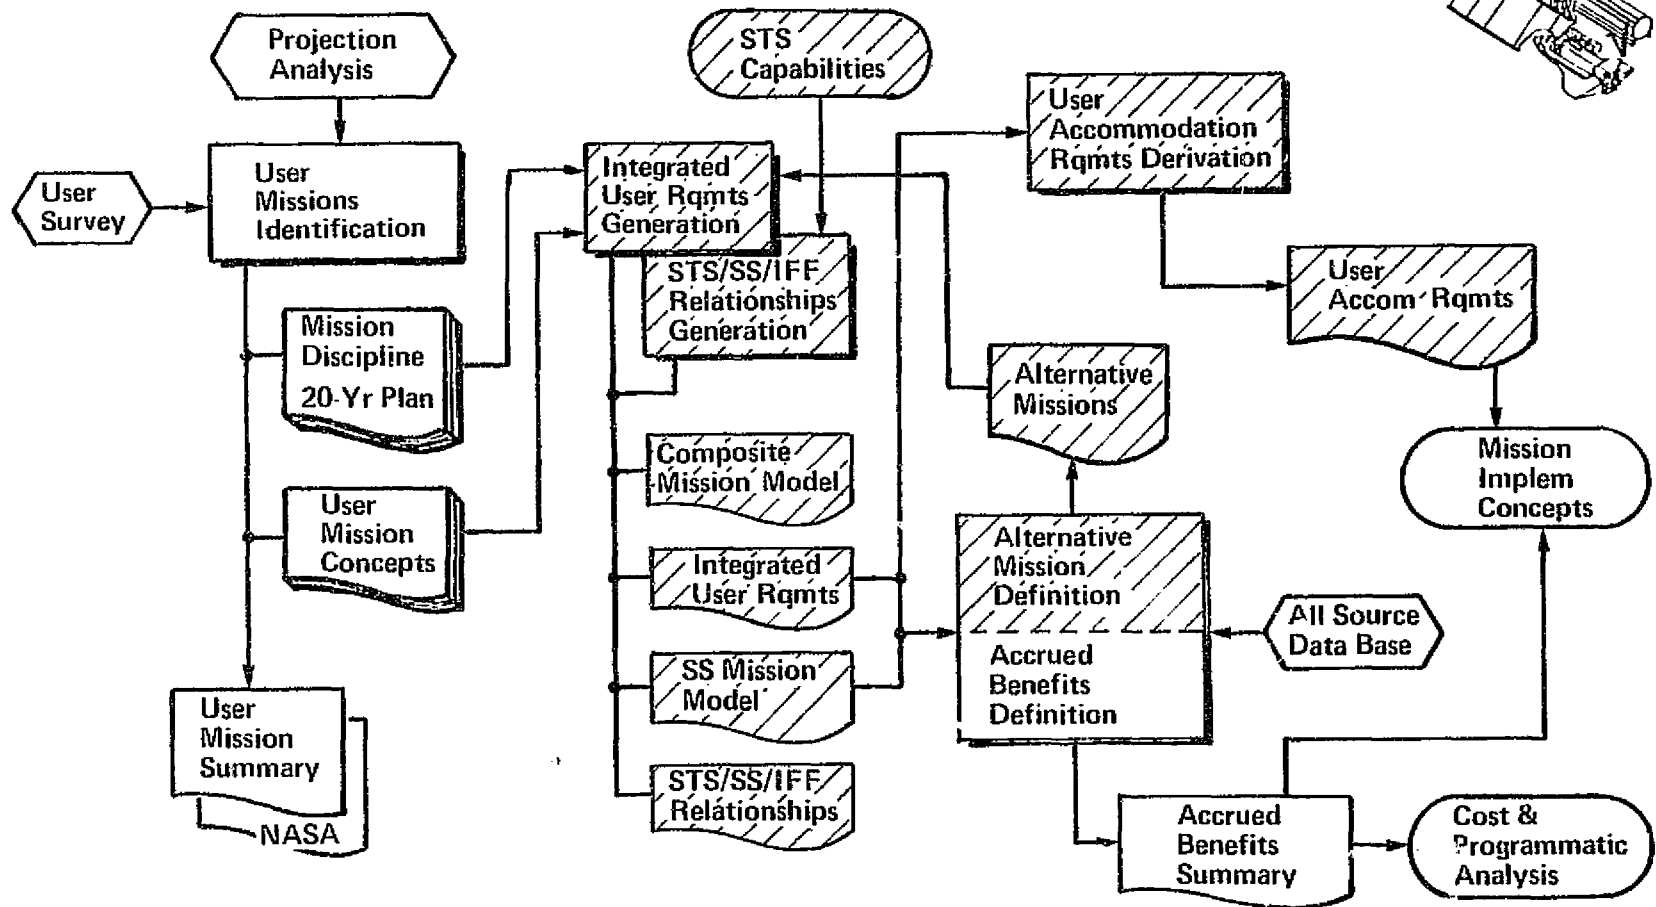 Projection
Analysis
STS
Capabilities
User
Accommodation
Rqmts Derivation
User
Missions
Identification
Integrated
User Rqmts
Generation
User
Survey
STS/SS/IFF
Relationships
Generation
User
Accom Rqmts
Mission
Discipline
20-Yr Plan
Alternative
Missions
Composite
Mission Model
Mission
Implem
Concepts
User
Mission
Concepts
Alternative
Mission
Definition
Integrated
User Rqmts
All Source
Data Base
Accrued
Benefits
Definition
SS Mission
Model
User
Mission
Summary
NASA
STS/SS/IFF
Relationships
Accrued
Benefits
Summary
Cost &
Programmatic
Analysis